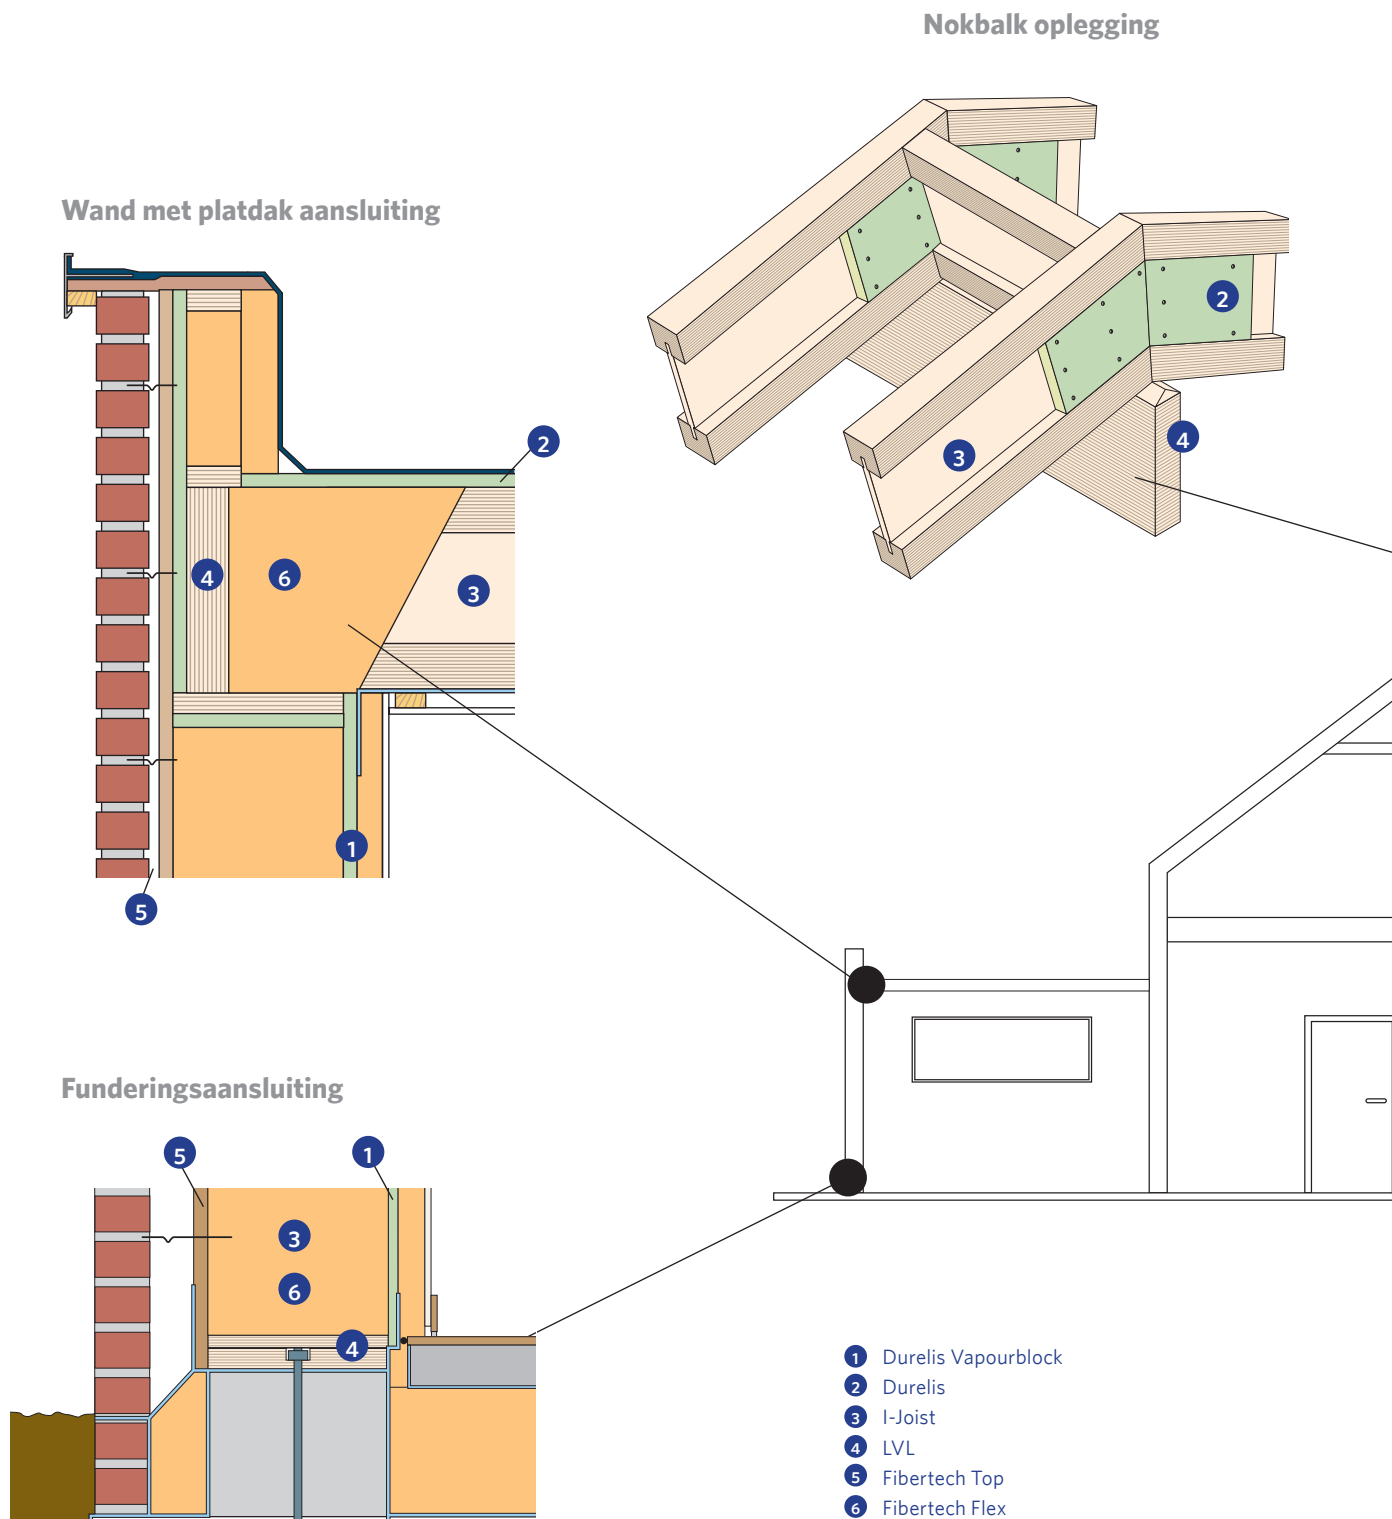 Nokbalk oplegging
Wand met platdak aansluiting
2
3
4
2
4
6
3
1
5
Funderingsaansluiting
5
1
3
6
4
1 Durelis Vapourblock
2 Durelis
3 I-Joist
4 LVL
5 Fibertech Top
6 Fibertech Flex